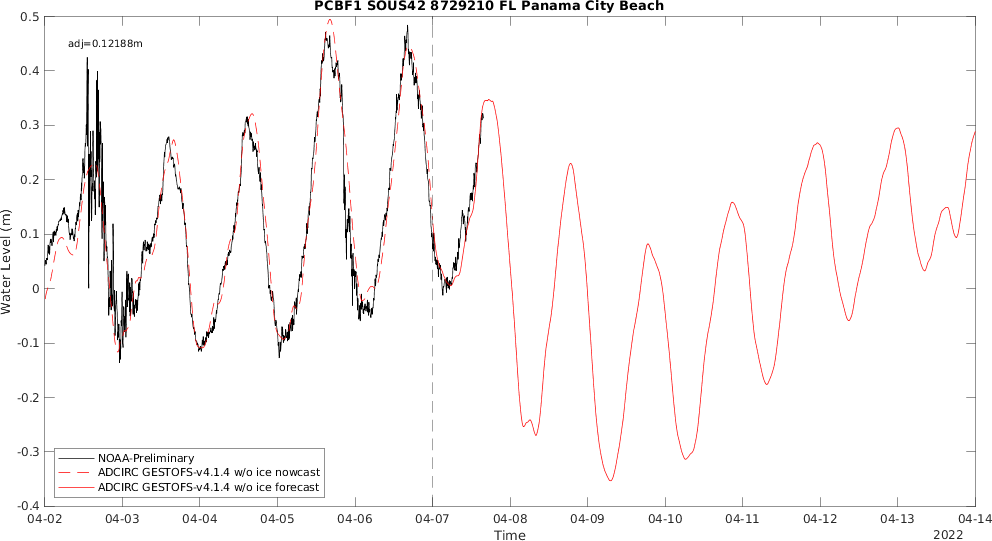 PCBF1 SOUS42 8729210 FL Panama City Beach
adj=0.12188m
0.5
0.4
0.3
0.2
0.1
0
-0.1
-0.2
-0.3
-0.4
Water Level (m)
NOAA-Preliminary
ADCIRC GESTOFS-v4.1.4 w/o ice nowcast
ADCIRC GESTOFS-v4.1.4 w/o ice forecast
04-02 04-03 04-04 04-05 04-06 04-07 04-08 04-09 04-10 04-11 04-12 04-13 04-14
Time
2022